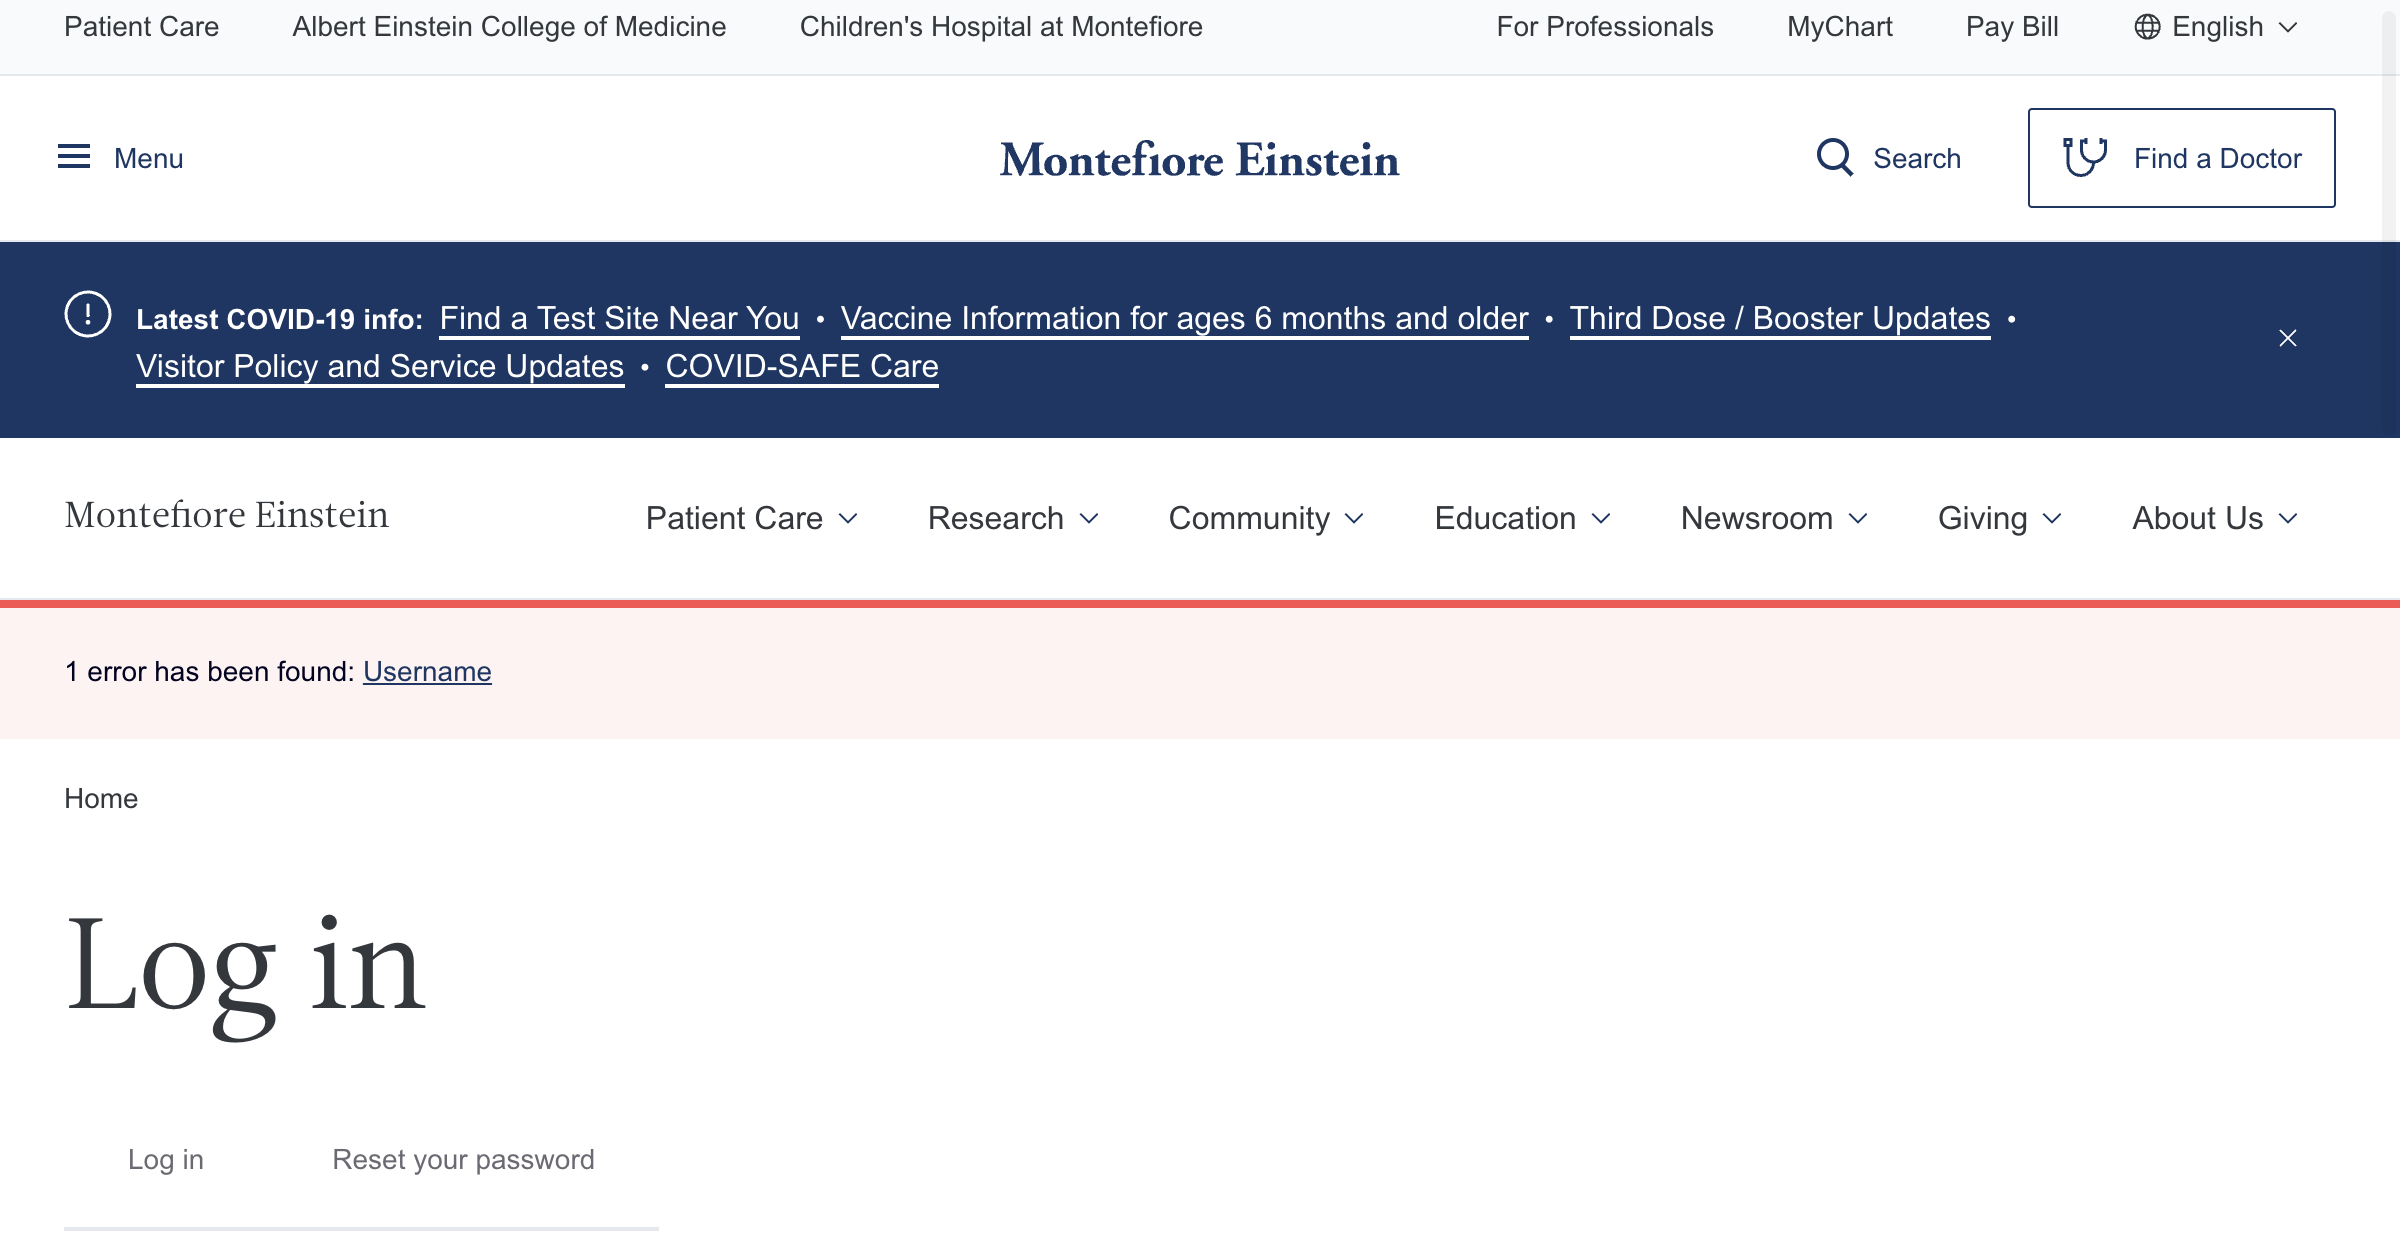 Patient Care Albert Einstein College of Medicine Children's Hospital at Montefiore For Professionals MyChart Pay Bill English
Menu Montefiore Einstein Search Find a Doctor
Latest COVID-19 info: Find a Test Site Near You • Vaccine Information for ages 6 months and older • Third Dose / Booster Updates •
Visitor Policy and Service Updates • COVID-SAFE Care
Montefiore Einstein Patient Care Research Community Education Newsroom Giving About Us
1 error has been found: Username
Home
Log in
Log in Reset your password